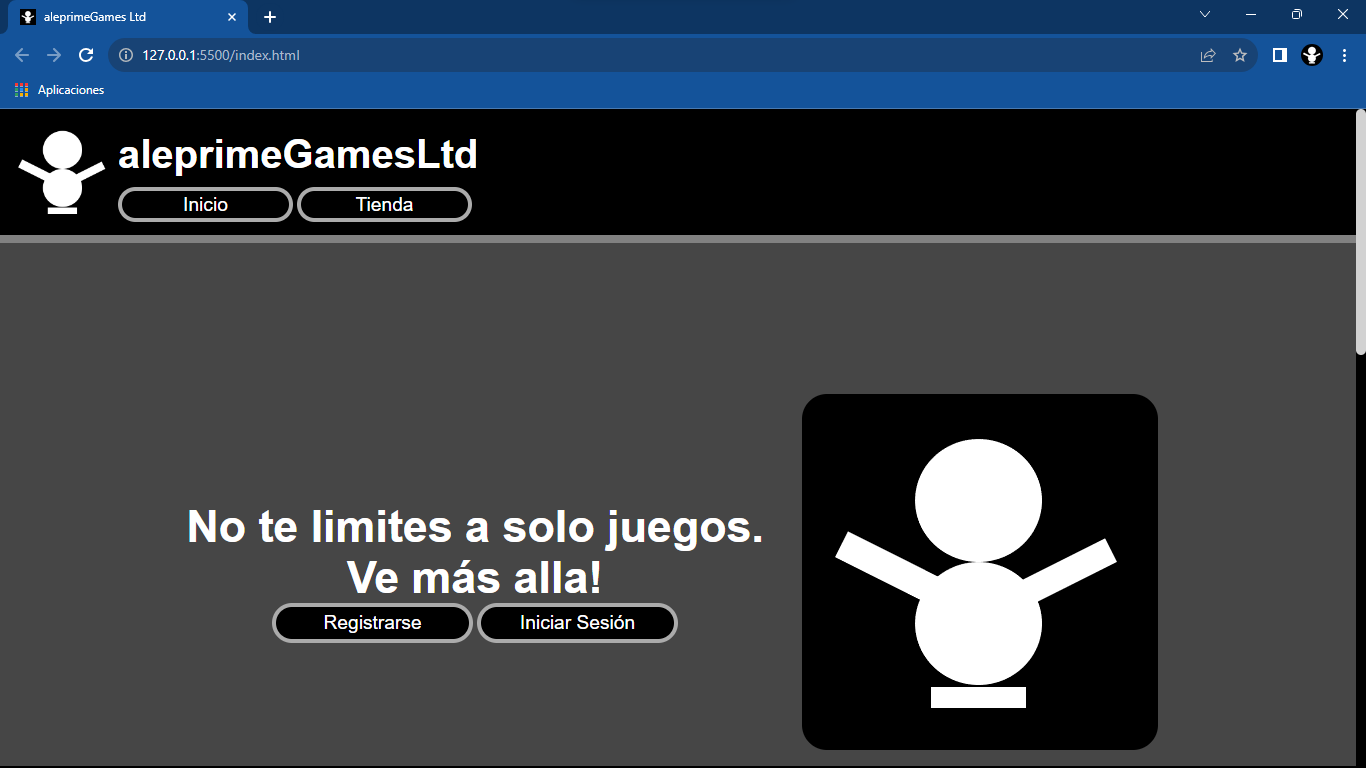 aleprimeGames Ltd
127.0.0.1:5500/index.html
Aplicaciones
aleprimeGamesLtd
Inicio Tienda
No te limites a solo juegos.
Ve más alla!
Registrarse Iniciar Sesión